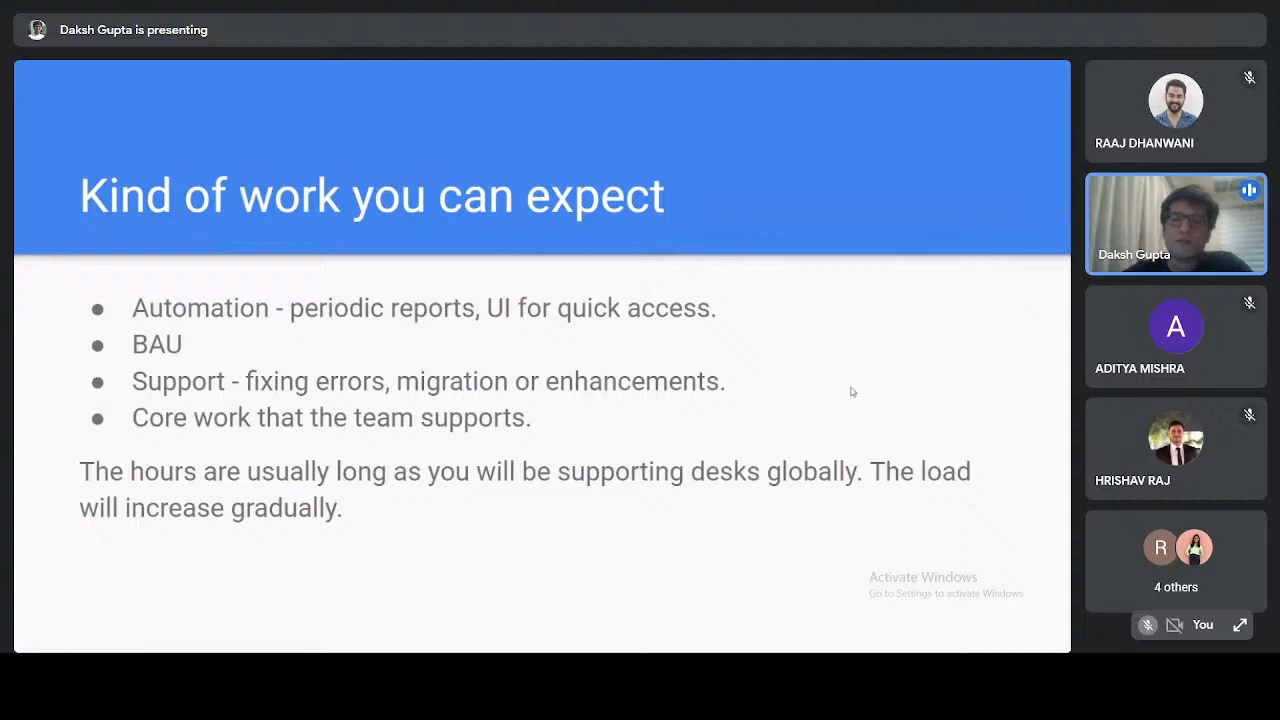 Daksh Gupta is presenting
Kind of work you can expect
● Automation - periodic reports, UI for quick access.
● BAU
● Support - fixing errors, migration or enhancements.
● Core work that the team supports.
The hours are usually long as you will be supporting desks globally. The load
will increase gradually.
Activate Windows
Go to Settings to activate Windows.
RAAJ DHANWANI
Daksh Gupta
A
ADITYA MISHRA
HRISHAV RAJ
R
4 others
You